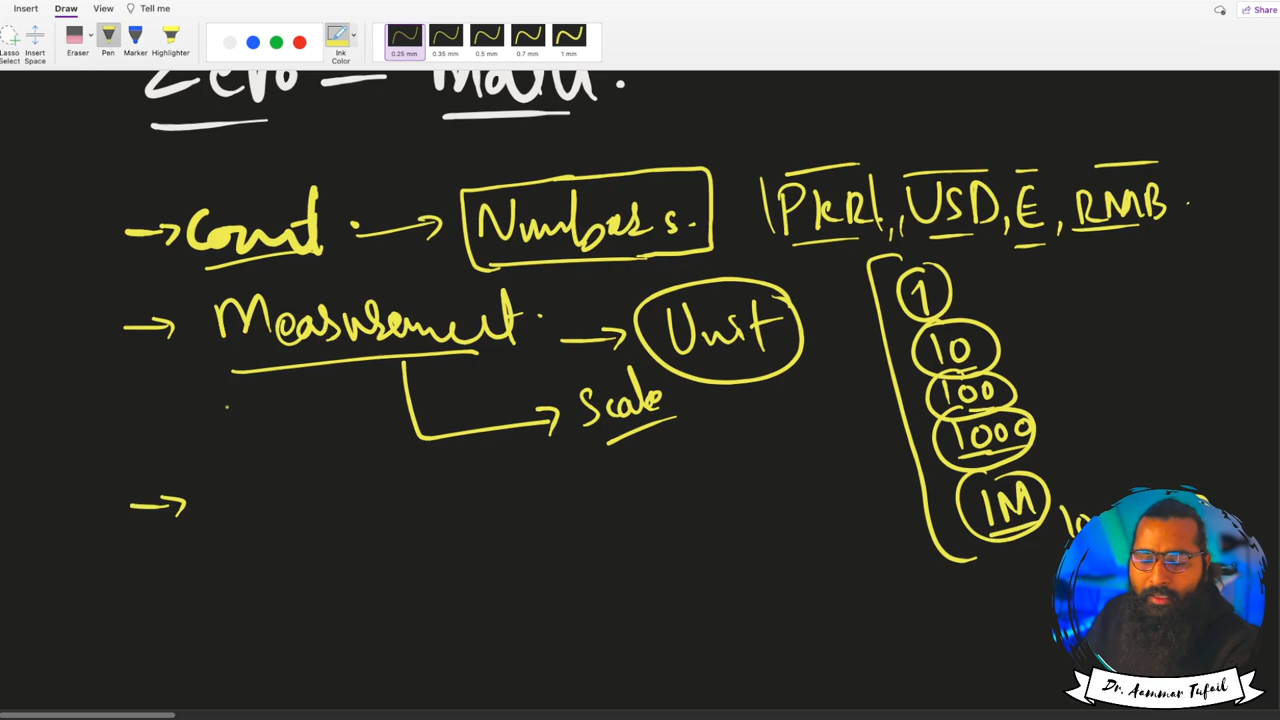 Insert Draw View Tell me
Share
Lasso Select
Insert Space
Eraser
Pen
Marker
Highlighter
Ink Color
0.25 mm
0.35 mm
0.5 mm
0.7 mm
1 mm
Zero — Math.
→ Count. → Numbers. |PKR|, USD, E, RMB.
→ Measurement. → Unit
→ Scale
1
10
100
1000
1M
→
Dr. Aammar Tufail